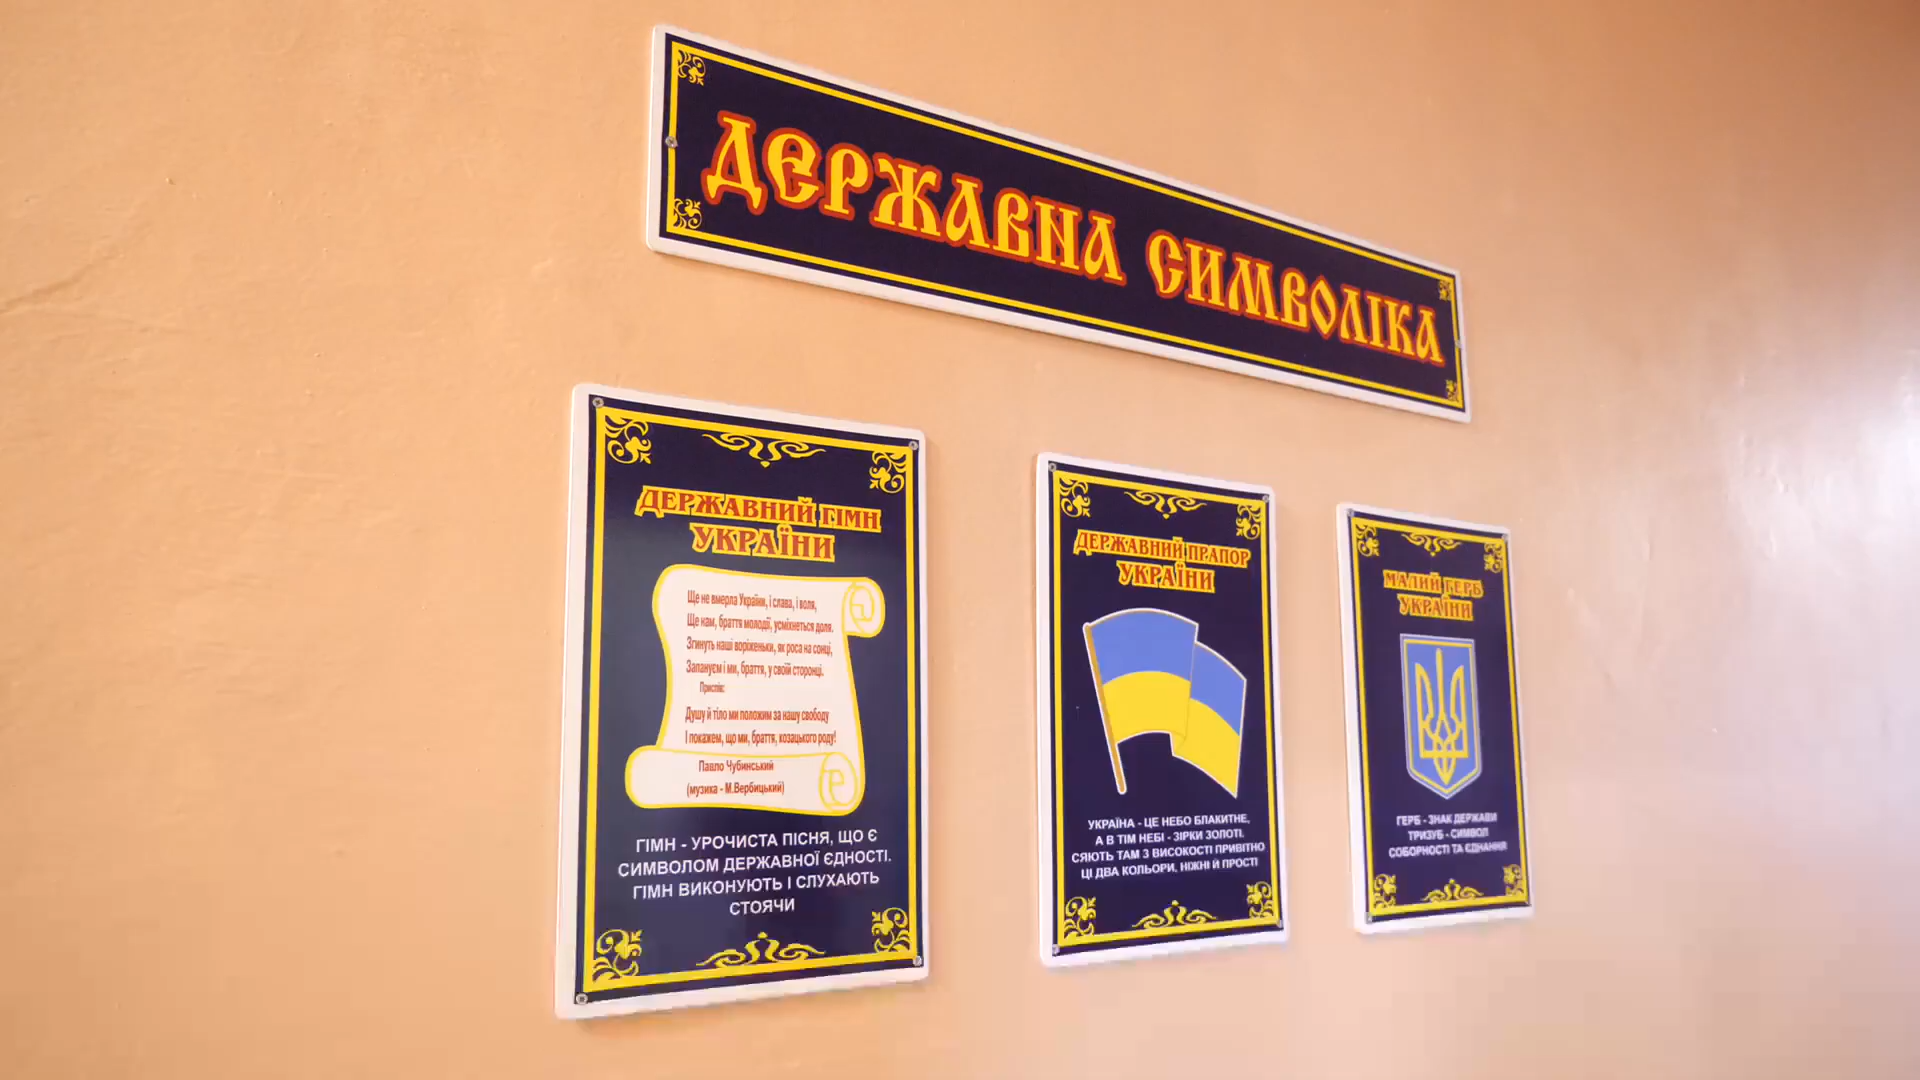 ДЕРЖАВНА СИМВОЛІКА
ДЕРЖАВНИЙ ГІМН
УКРАЇНИ
Ще не вмерла України, і слава, і воля,
Ще нам, браття молодії, усміхнеться доля.
Згинуть наші воріженьки, як роса на сонці,
Запануєм і ми, браття, у своїй сторонці.
Приспів:
Душу й тіло ми положим за нашу свободу
І покажем, що ми, браття, козацького роду!
Павло Чубинський
(музика - М.Вербицький)
ГІМН - УРОЧИСТА ПІСНЯ, ЩО Є
СИМВОЛОМ ДЕРЖАВНОЇ ЄДНОСТІ.
ГІМН ВИКОНУЮТЬ І СЛУХАЮТЬ
СТОЯЧИ
ДЕРЖАВНИЙ ПРАПОР
УКРАЇНИ
УКРАЇНА - ЦЕ НЕБО БЛАКИТНЕ,
А В ТІМ НЕБІ - ЗІРКИ ЗОЛОТІ.
СЯЮТЬ ТАМ З ВИСОКОСТІ ПРИВІТНО
ЦІ ДВА КОЛЬОРИ, НІЖНІ Й ПРОСТІ
МАЛИЙ ГЕРБ
УКРАЇНИ
ГЕРБ - ЗНАК ДЕРЖАВИ
ТРИЗУБ - СИМВОЛ
СОБОРНОСТІ ТА ЄДНАННЯ